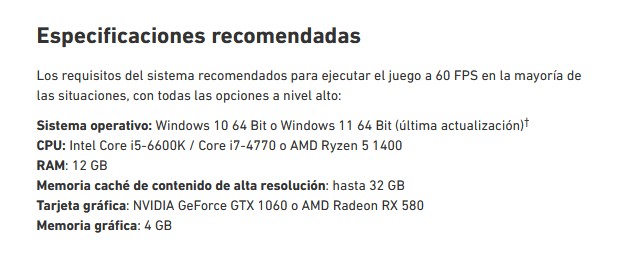 Especificaciones recomendadas
Los requisitos del sistema recomendados para ejecutar el juego a 60 FPS en la mayoría de
las situaciones, con todas las opciones a nivel alto:
Sistema operativo: Windows 10 64 Bit o Windows 11 64 Bit (última actualización)†
CPU: Intel Core i5-6600K / Core i7-4770 o AMD Ryzen 5 1400
RAM: 12 GB
Memoria caché de contenido de alta resolución: hasta 32 GB
Tarjeta gráfica: NVIDIA GeForce GTX 1060 o AMD Radeon RX 580
Memoria gráfica: 4 GB